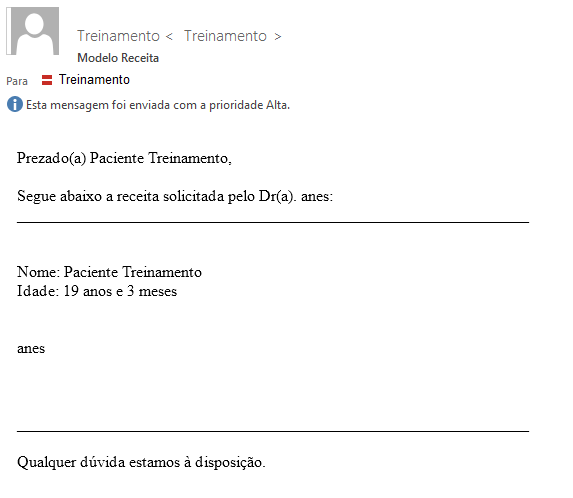 Treinamento < Treinamento >
Modelo Receita
Para Treinamento
Esta mensagem foi enviada com a prioridade Alta.
Prezado(a) Paciente Treinamento,
Segue abaixo a receita solicitada pelo Dr(a). anes:
Nome: Paciente Treinamento
Idade: 19 anos e 3 meses
anes
Qualquer dúvida estamos à disposição.